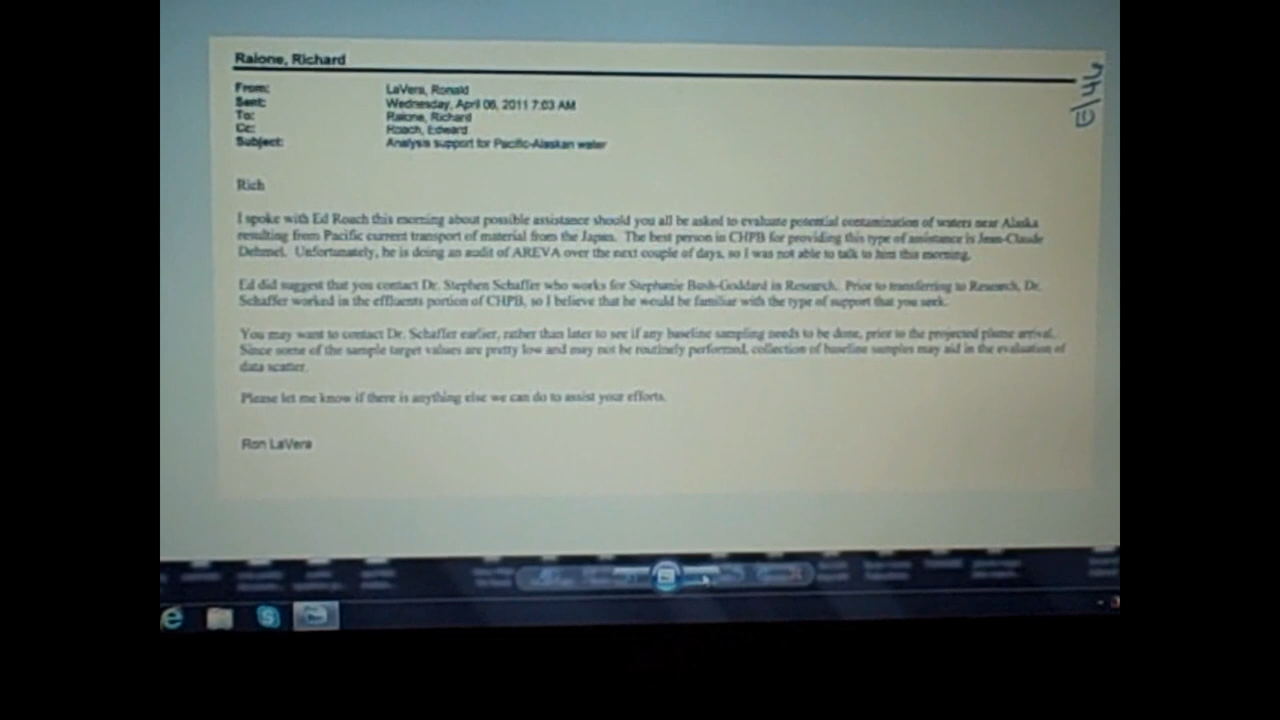 Raione, Richard
E/46
From: LaVera, Ronald
Sent: Wednesday, April 06, 2011 7:03 AM
To: Raione, Richard
Cc: Roach, Edward
Subject: Analysis support for Pacific-Alaskan water
Rich
I spoke with Ed Roach this morning about possible assistance should you all be asked to evaluate potential contamination of waters near Alaska
resulting from Pacific current transport of material from the Japan. The best person in CHPB for providing this type of assistance is Jean-Claude
Dehmel. Unfortunately, he is doing an audit of AREVA over the next couple of days, so I was not able to talk to him this morning.
Ed did suggest that you contact Dr. Stephen Schaffer who works for Stephanie Bush-Goddard in Research. Prior to transferring to Research, Dr.
Schaffer worked in the effluents portion of CHPB, so I believe that he would be familiar with the type of support that you seek.
You may want to contact Dr. Schaffer earlier, rather than later to see if any baseline sampling needs to be done, prior to the projected plume arrival.
Since some of the sample target values are pretty low and may not be routinely performed, collection of baseline samples may aid in the evaluation of
data scatter.
Please let me know if there is anything else we can do to assist your efforts.
Ron LaVera